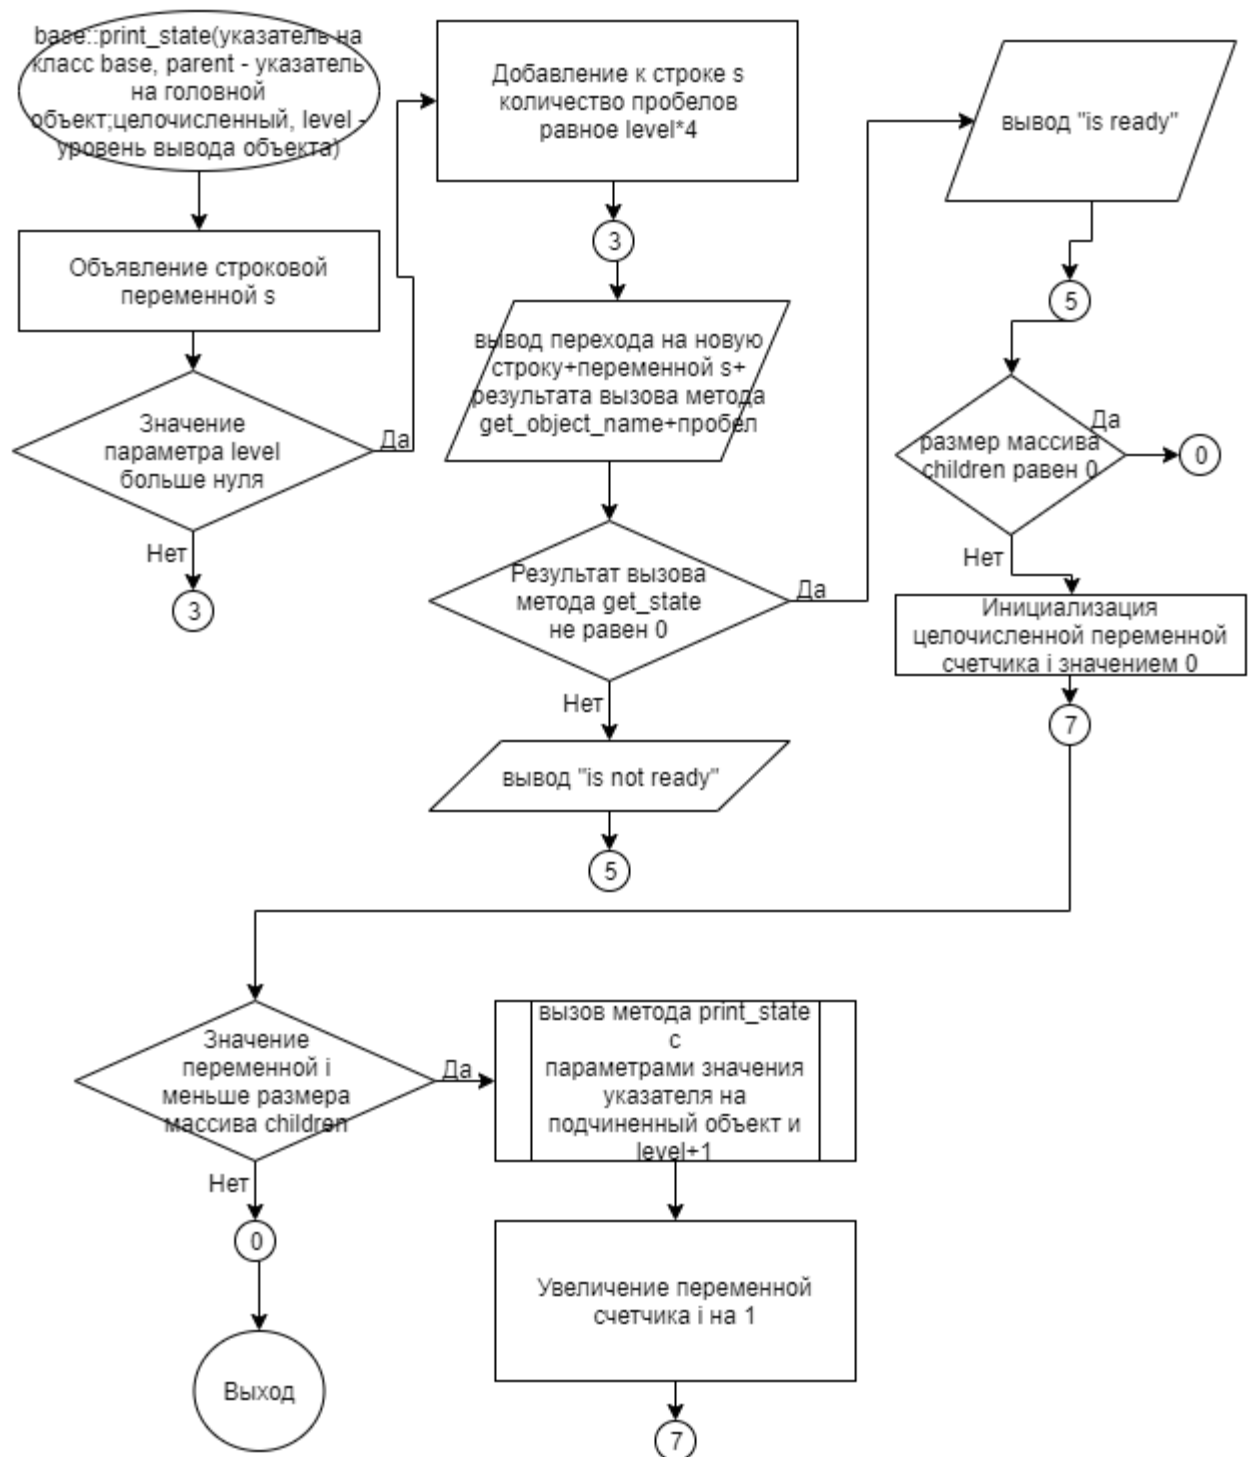 base::print_state(указатель на
класс base, parent - указатель
на головной
объект;целочисленный, level -
уровень вывода объекта)
Объявление строковой
переменной s
Значение
параметра level
больше нуля
Да
Нет
3
Добавление к строке s
количество пробелов
равное level*4
3
вывод перехода на новую
строку+переменной s+
результата вызова метода
get_object_name+пробел
Результат вызова
метода get_state
не равен 0
Да
Нет
вывод "is not ready"
5
вывод "is ready"
5
размер массива
children равен 0
Да
0
Нет
Инициализация
целочисленной переменной
счетчика i значением 0
7
Значение
переменной i
меньше размера
массива children
Да
Нет
0
Выход
вызов метода print_state
с
параметрами значения
указателя на
подчиненный объект и
level+1
Увеличение переменной
счетчика i на 1
7